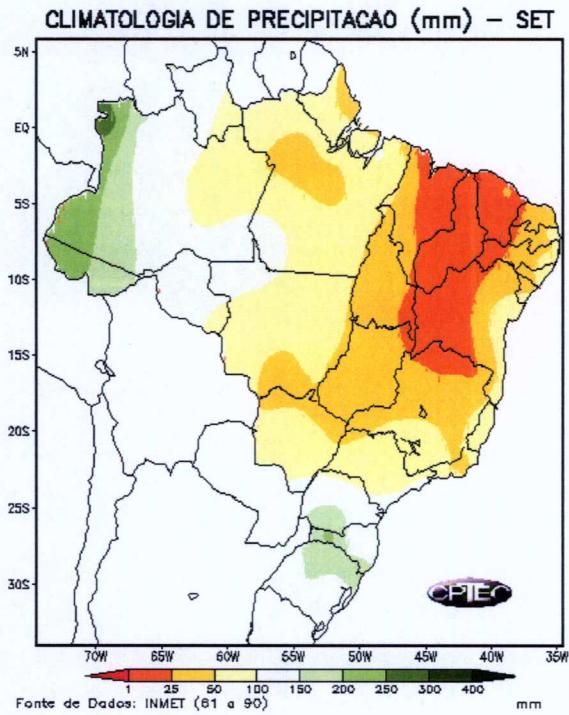 CLIMATOLOGIA DE PRECIPITACAO (mm) – SET
5N
EQ
5S
10S
15S
20S
25S
30S
CPTEC
70W 65W 60W 55W 50W 45W 40W 35W
1 25 50 100 150 200 250 300 400
Fonte de Dados: INMET (61 a 90) mm